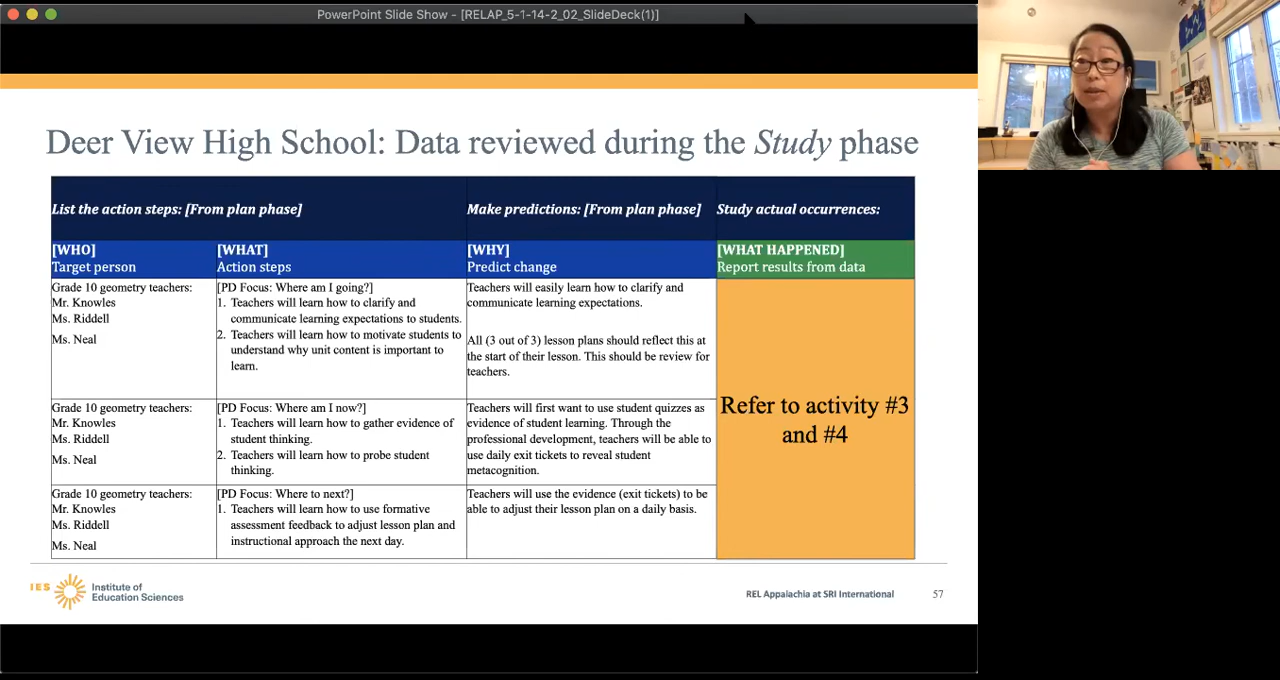 PowerPoint Slide Show - [RELAP_5-1-14-2_02_SlideDeck(1)]
Deer View High School: Data reviewed during the Study phase
List the action steps: [From plan phase]
Make predictions: [From plan phase]
Study actual occurrences:
[WHO]
Target person
[WHAT]
Action steps
[WHY]
Predict change
[WHAT HAPPENED]
Report results from data
Grade 10 geometry teachers:
Mr. Knowles
Ms. Riddell
Ms. Neal
[PD Focus: Where am I going?]
1. Teachers will learn how to clarify and
communicate learning expectations to students.
2. Teachers will learn how to motivate students to
understand why unit content is important to
learn.
Teachers will easily learn how to clarify and
communicate learning expectations.
All (3 out of 3) lesson plans should reflect this at
the start of their lesson. This should be review for
teachers.
Refer to activity #3
and #4
Grade 10 geometry teachers:
Mr. Knowles
Ms. Riddell
Ms. Neal
[PD Focus: Where am I now?]
1. Teachers will learn how to gather evidence of
student thinking.
2. Teachers will learn how to probe student
thinking.
Teachers will first want to use student quizzes as
evidence of student learning. Through the
professional development, teachers will be able to
use daily exit tickets to reveal student
metacognition.
Grade 10 geometry teachers:
Mr. Knowles
Ms. Riddell
Ms. Neal
[PD Focus: Where to next?]
1. Teachers will learn how to use formative
assessment feedback to adjust lesson plan and
instructional approach the next day.
Teachers will use the evidence (exit tickets) to be
able to adjust their lesson plan on a daily basis.
IES
Institute of
Education Sciences
REL Appalachia at SRI International
57